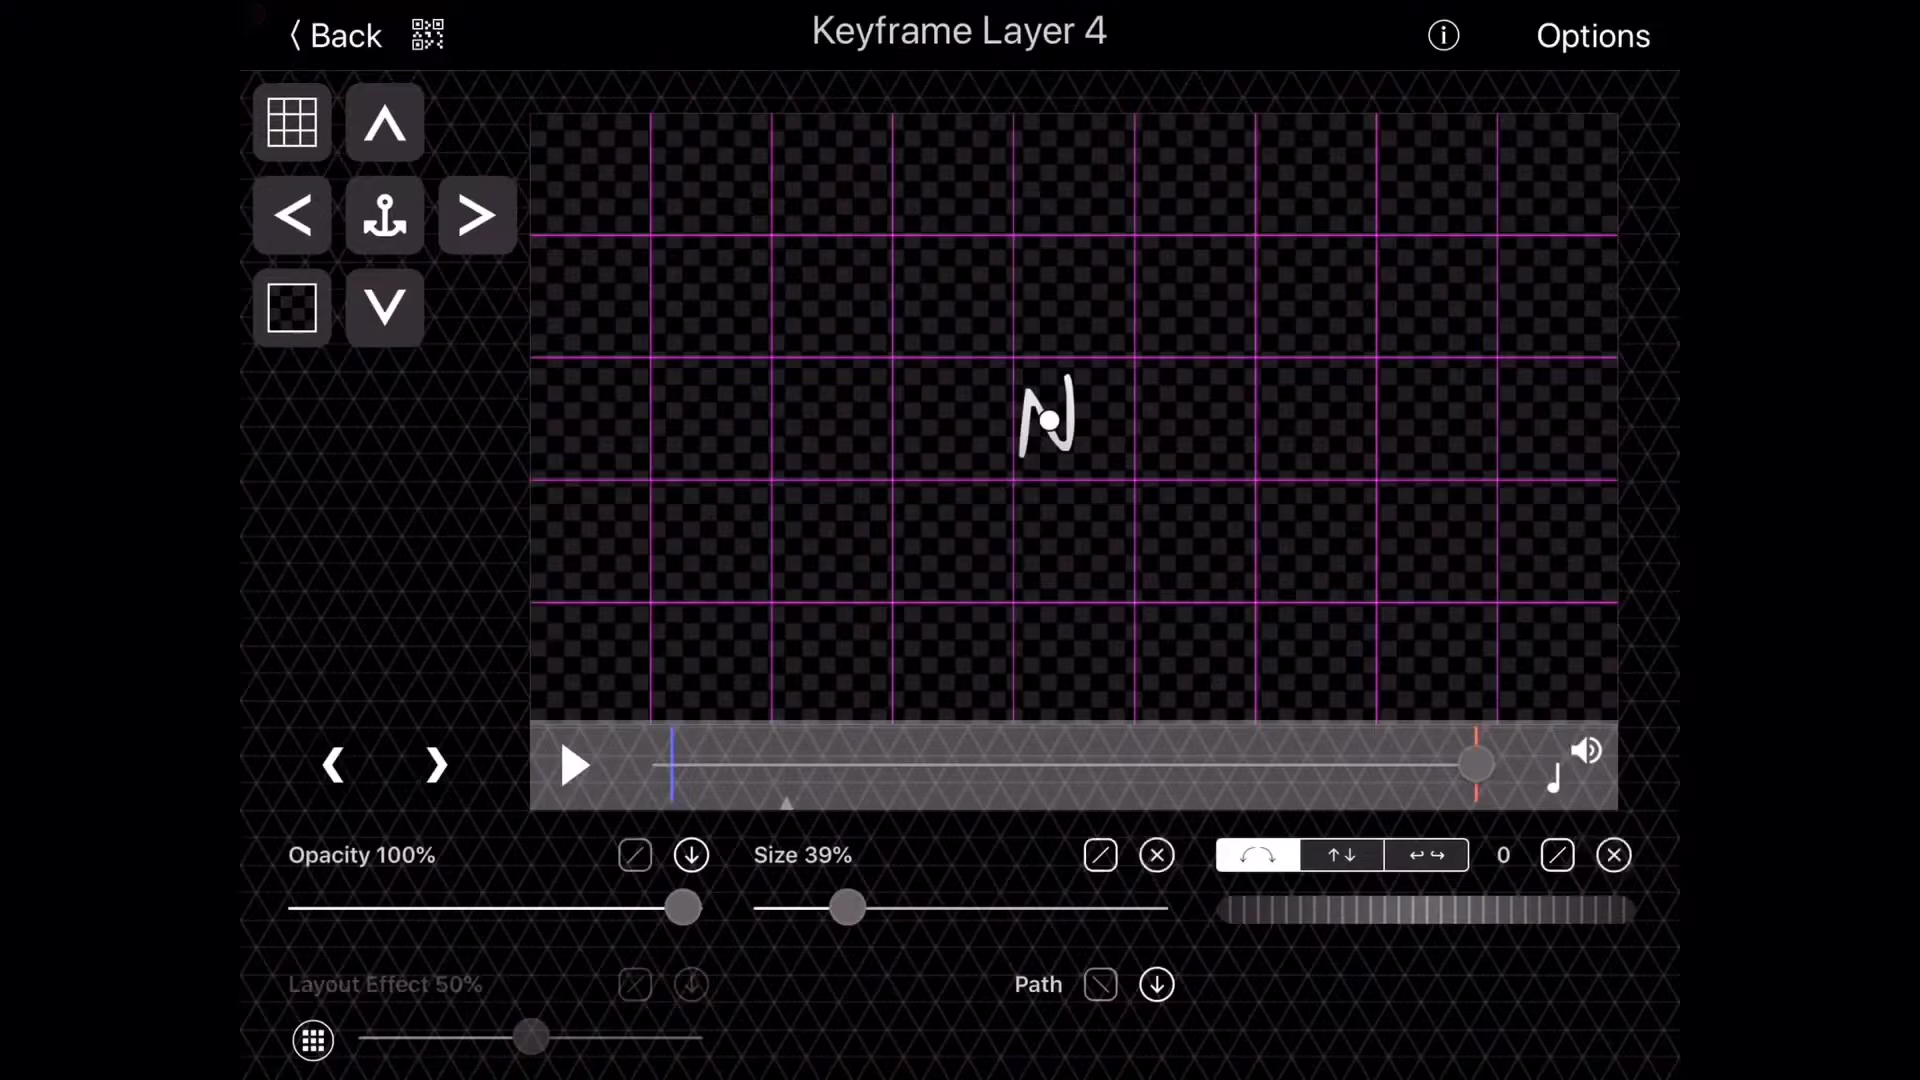 Back
Keyframe Layer 4
Options
N
Opacity 100%
Size 39%
0
Layout Effect 50%
Path